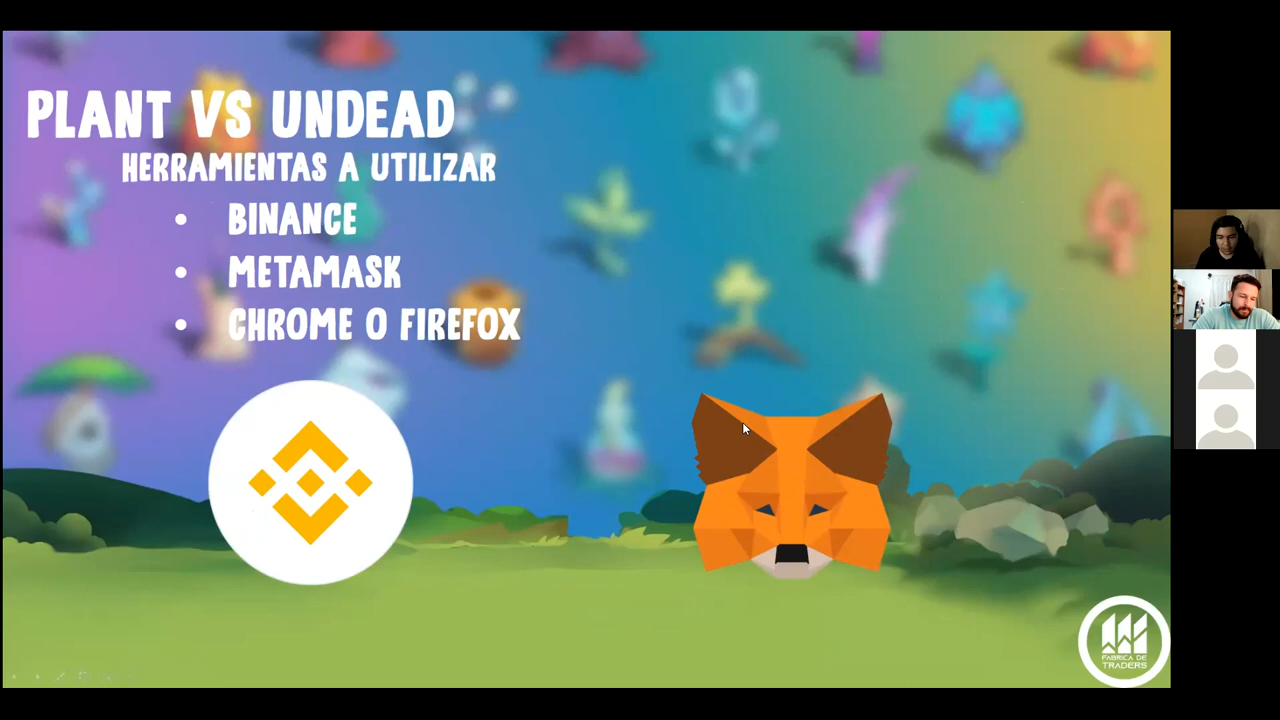 PLANT VS UNDEAD
HERRAMIENTAS A UTILIZAR
• BINANCE
• METAMASK
• CHROME O FIREFOX
FABRICA DE
TRADERS